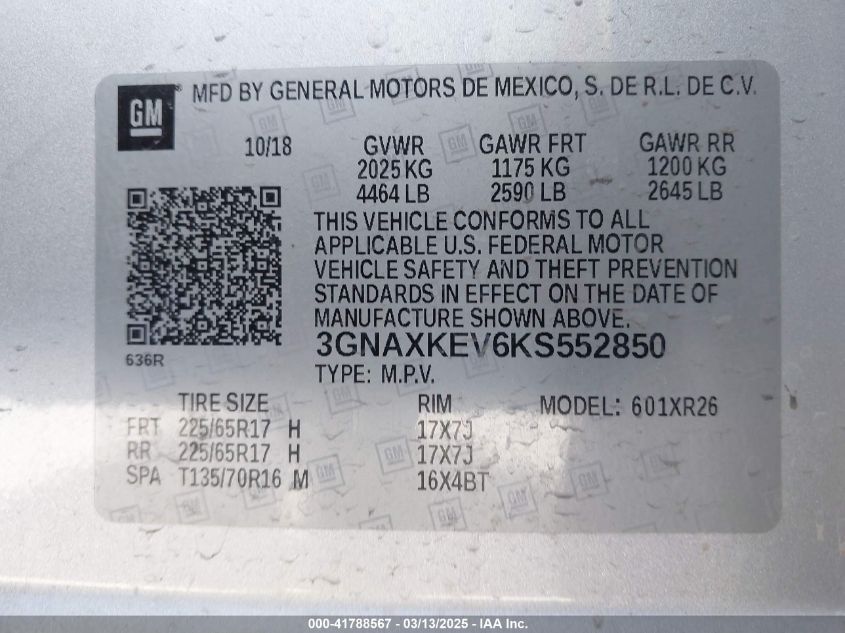 GM MFD BY GENERAL MOTORS DE MEXICO, S. DE R.L. DE C.V.
10/18 GVWR GAWR FRT GAWR RR
2025 KG 1175 KG 1200 KG
4464 LB 2590 LB 2645 LB
THIS VEHICLE CONFORMS TO ALL
APPLICABLE U.S. FEDERAL MOTOR
VEHICLE SAFETY AND THEFT PREVENTION
STANDARDS IN EFFECT ON THE DATE OF
MANUFACTURE SHOWN ABOVE.
3GNAXKEV6KS552850
636R
TYPE: M.P.V.
TIRE SIZE RIM MODEL: 601XR26
FRT 225/65R17 H 17X7J
RR 225/65R17 H 17X7J
SPA T135/70R16 M 16X4BT
000-41788567 — 03/13/2025 — IAA Inc.